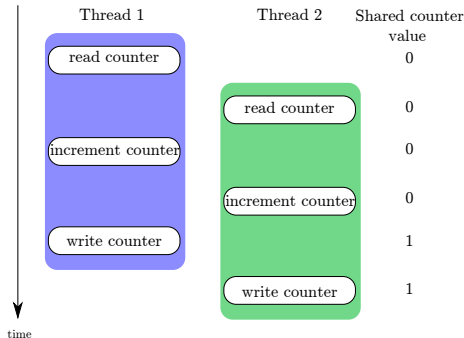 Thread 1
Thread 2
Shared counter
value
read counter
0
read counter
0
increment counter
0
increment counter
0
write counter
1
write counter
1
time